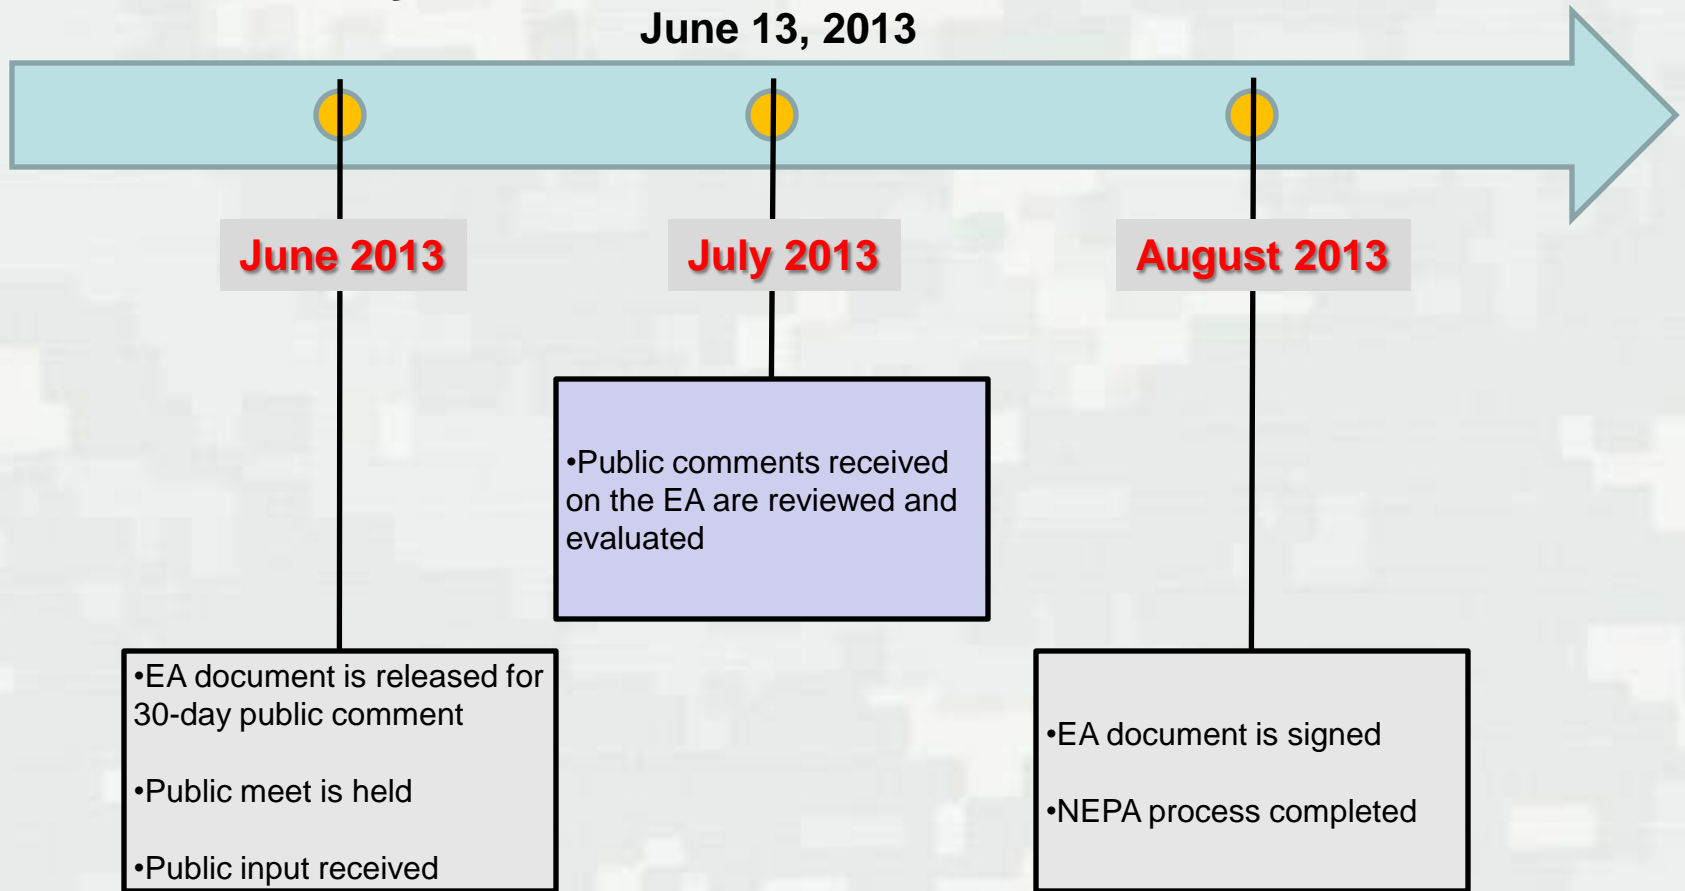 June 13, 2013
June 2013
July 2013
August 2013
•Public comments received
on the EA are reviewed and
evaluated
•EA document is released for
30-day public comment
•Public meet is held
•Public input received
•EA document is signed
•NEPA process completed